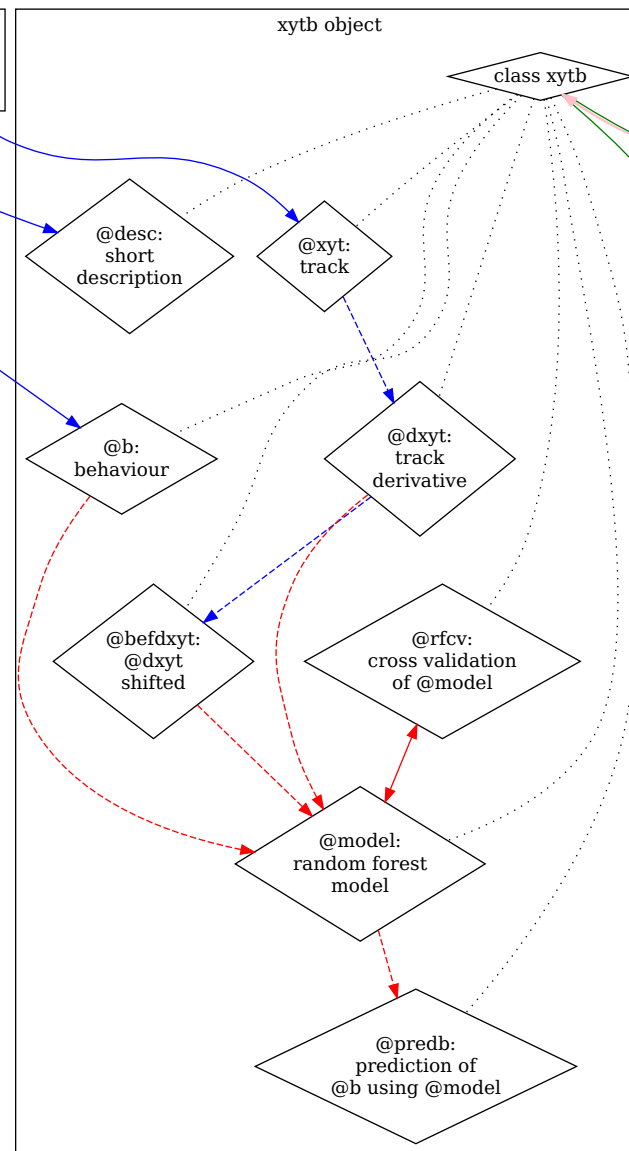 xytb object
class xytb
@desc:
short
description
@xyt:
track
@b:
behaviour
@dxyt:
track
derivative
@befdxyt:
@dxyt
shifted
@rfcv:
cross validation
of @model
@model:
random forest
model
@predb:
prediction of
@b using @model